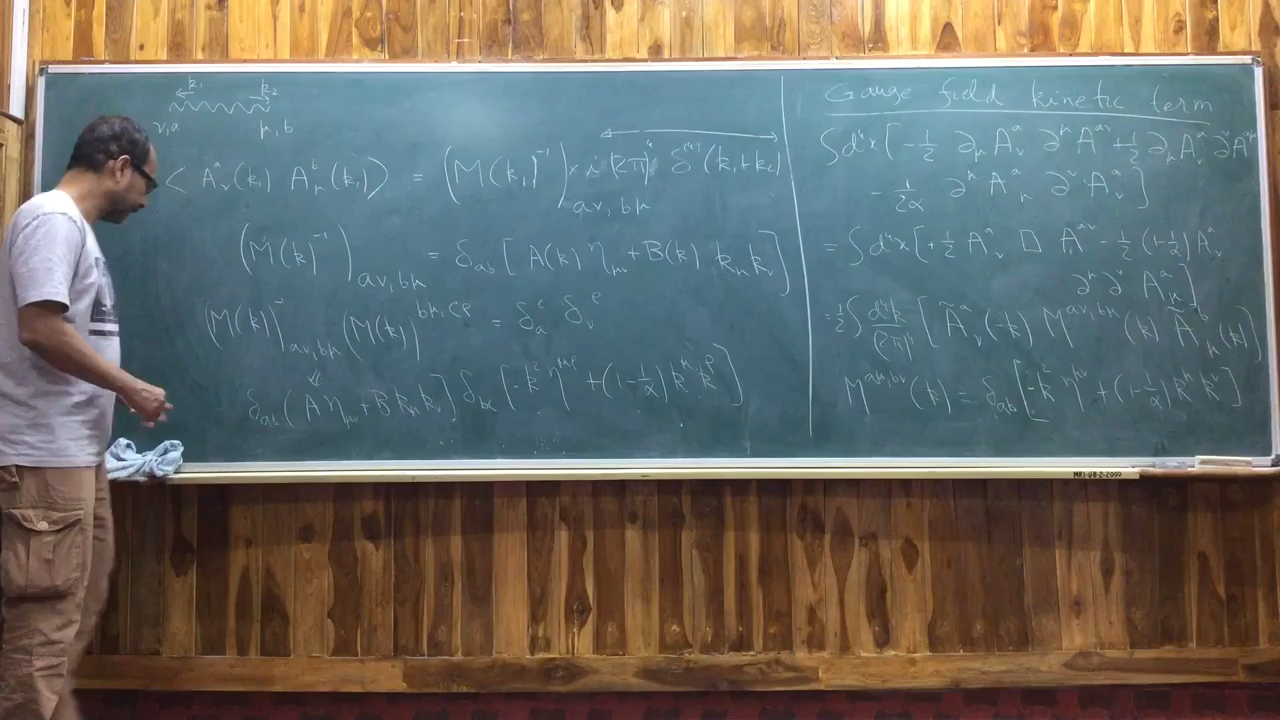 k₁ k₂
ν,a μ,b
< A^a_ν(k₁) A^b_μ(k₂) > = (M(k₁)^{-1})_{aν,bμ} × i (2π)^4 δ^{(4)}(k₁+k₂)
(M(k)^{-1})_{aν,bμ} = δ_{ab} [ A(k) η_{μν} + B(k) k_μ k_ν ]
(M(k))^{-1}_{aν,bμ} (M(k))^{bμ,cρ} = δ_a^c δ_ν^ρ
δ_{ab} ( A η_{μν} + B k_μ k_ν ] δ_{bc} [ -k² η^{μρ} + (1-1/α) k^μ k^ρ ]
Gauge field kinetic term
∫d⁴x [ -½ ∂_μ A_ν^a ∂^μ A^{aν} + ½ ∂_μ A_ν^a ∂^ν A^{aμ}
- 1/2α ∂^μ A_μ^a ∂^ν A_ν^a ]
= ∫d⁴x [ +½ A_ν^a □ A^{aν} - ½ (1-1/α) A_ν^a
∂^μ ∂^ν A_μ^a ]
= ½ ∫ d⁴k/(2π)⁴ [ Ã_ν^a(-k) M^{aν,bμ}(k) Ã_μ^b(k) ]
M^{aμ,bν}(k) = δ_{ab} [ -k² η^{μν} + (1-1/α) k^μ k^ν ]